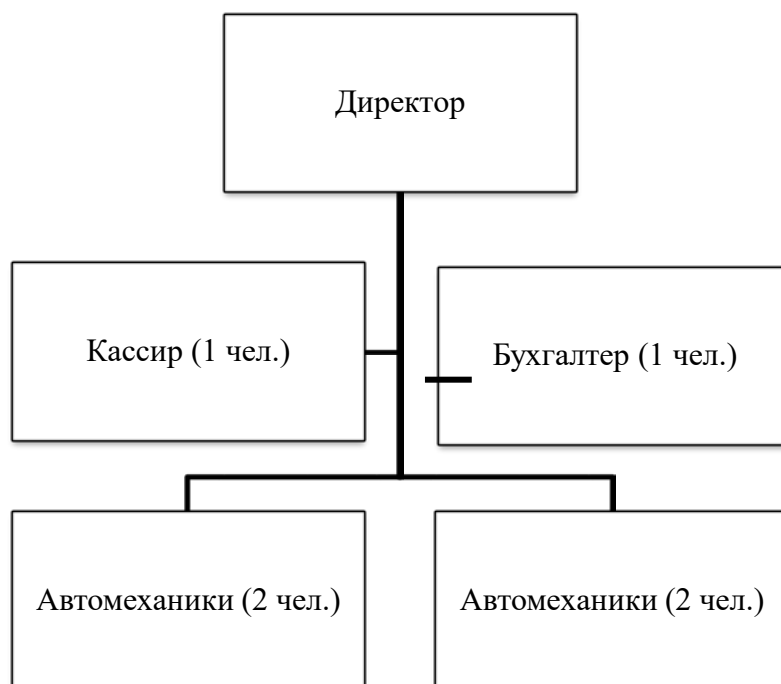 Директор
Кассир (1 чел.)
Бухгалтер (1 чел.)
Автомеханики (2 чел.)
Автомеханики (2 чел.)